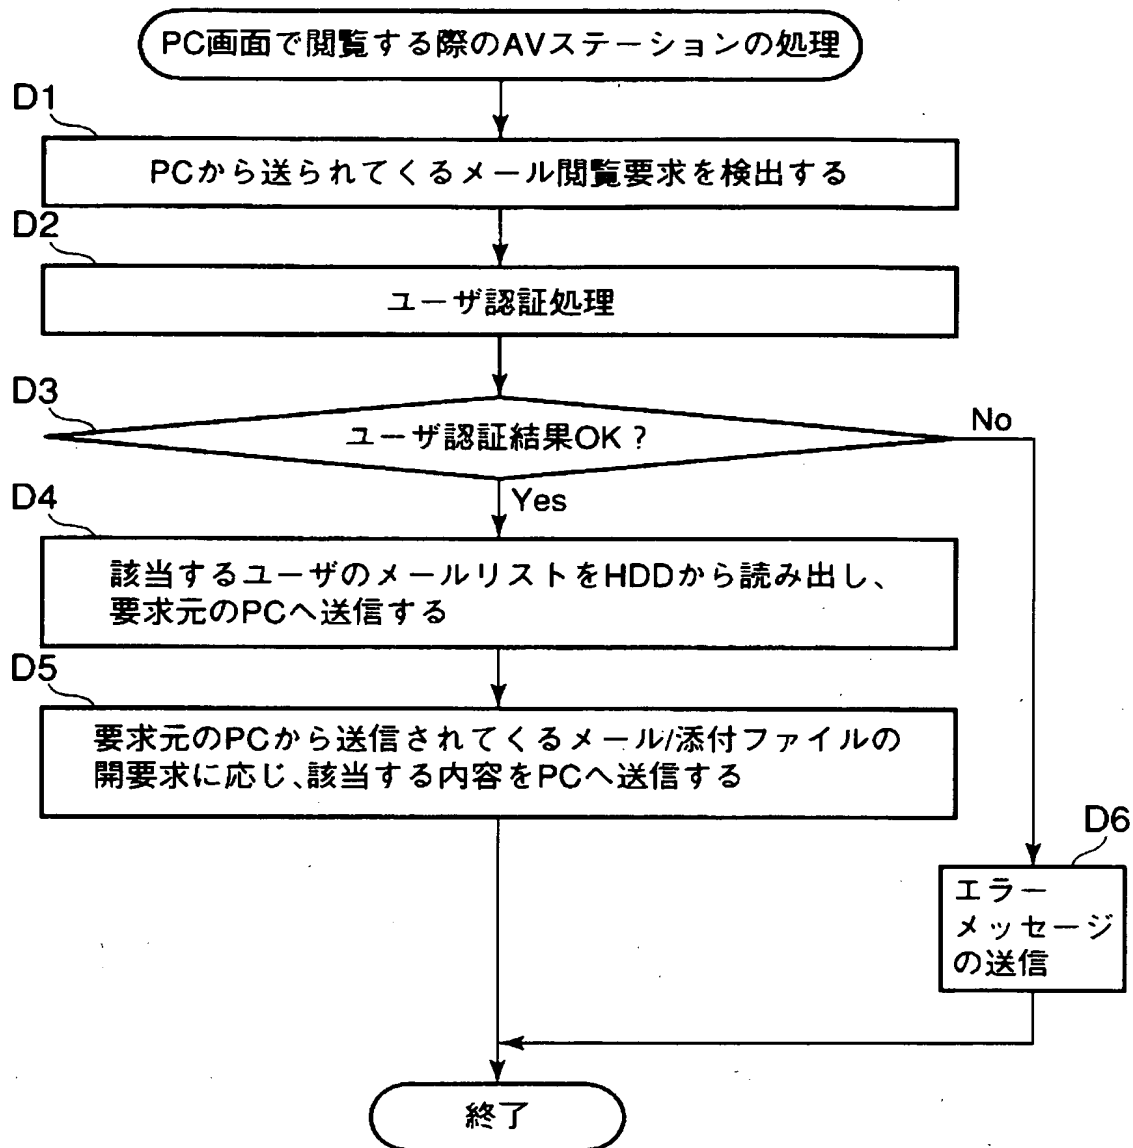 PC画面で閲覧する際のAVステーションの処理
D1
PCから送られてくるメール閲覧要求を検出する
D2
ユーザ認証処理
D3
ユーザ認証結果OK?
No
Yes
D4
該当するユーザのメールリストをHDDから読み出し、
要求元のPCへ送信する
D5
要求元のPCから送信されてくるメール/添付ファイルの
開要求に応じ、該当する内容をPCへ送信する
D6
エラー
メッセージ
の送信
終了